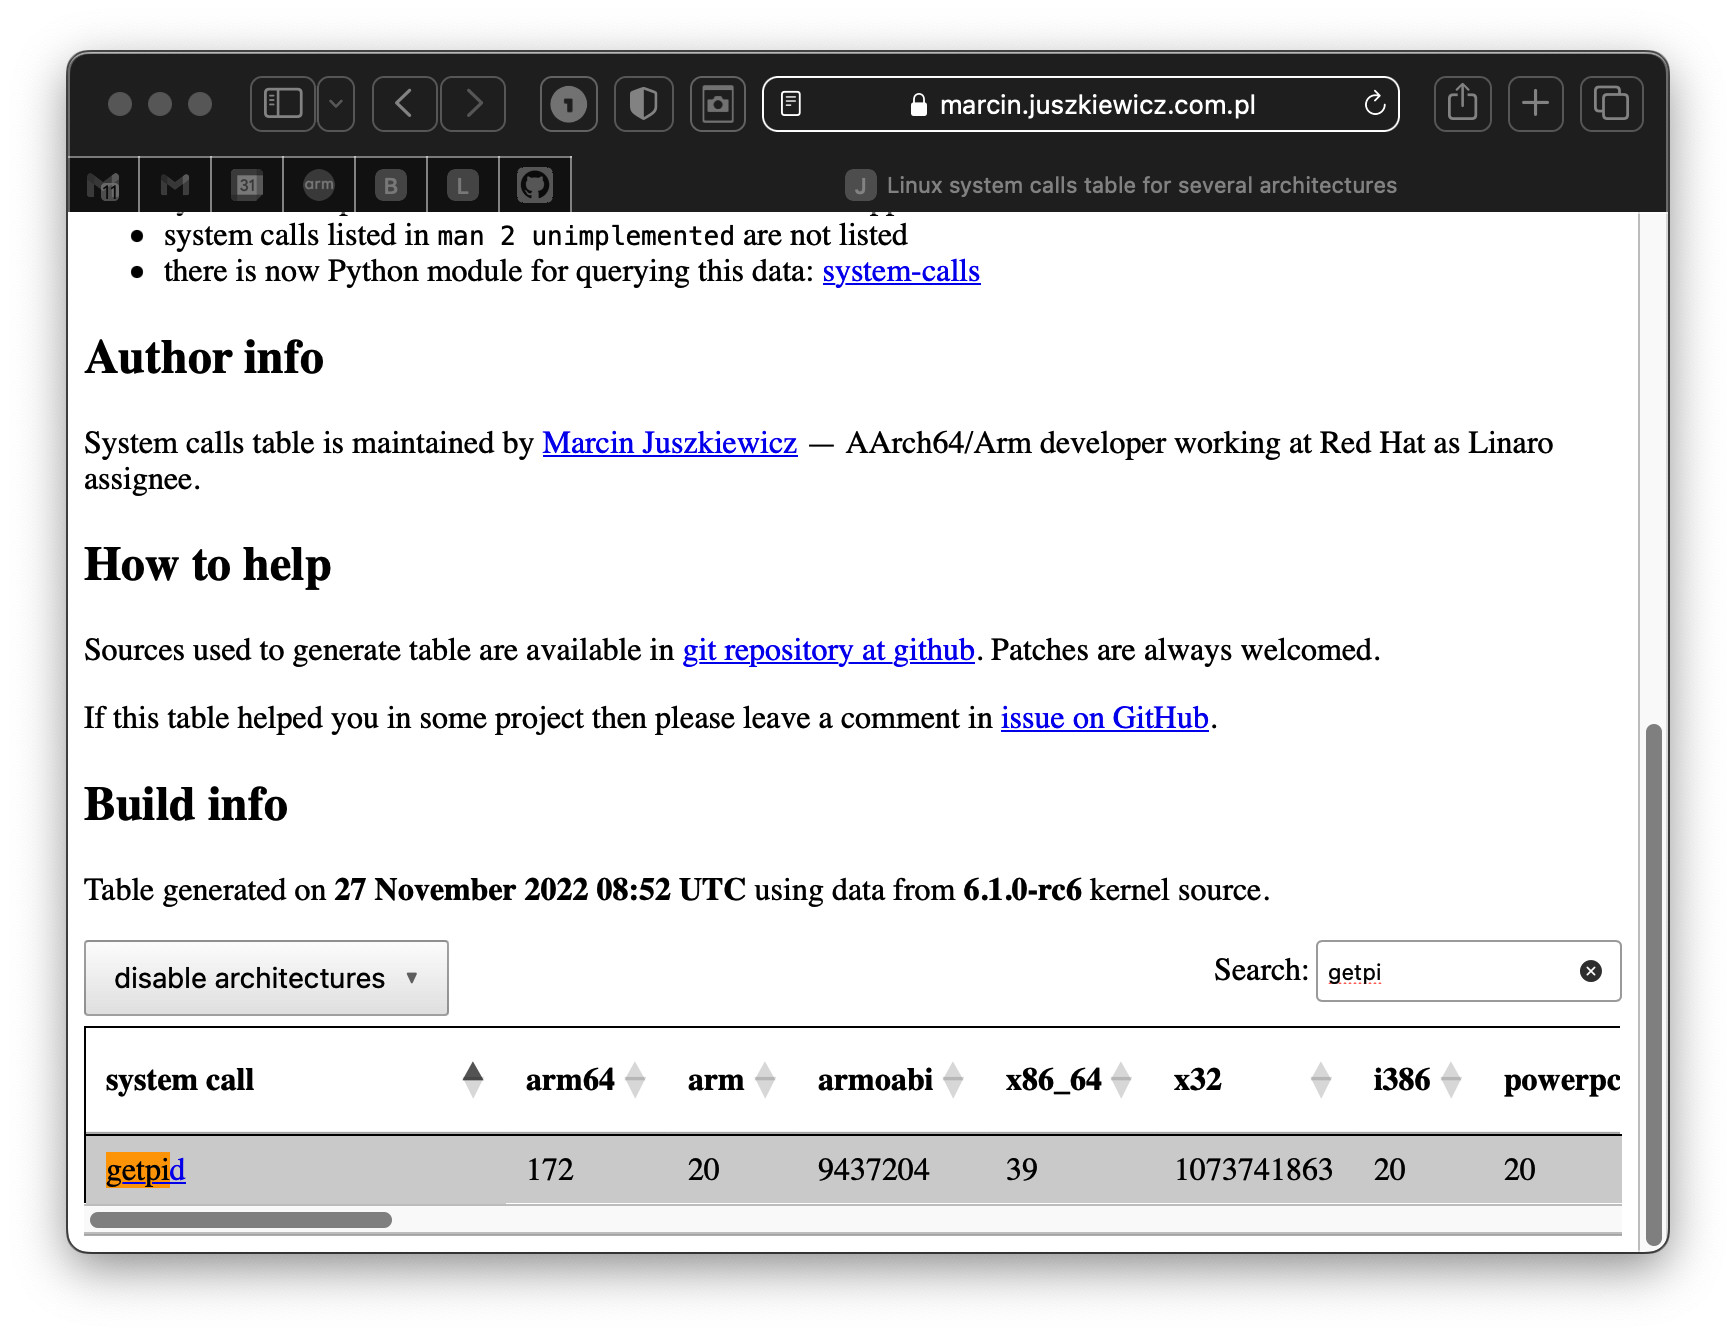 marcin.juszkiewicz.com.pl
11
31
arm
B
L
J Linux system calls table for several architectures
system calls listed in man 2 unimplemented are not listed
there is now Python module for querying this data: system-calls
Author info
System calls table is maintained by Marcin Juszkiewicz — AArch64/Arm developer working at Red Hat as Linaro
assignee.
How to help
Sources used to generate table are available in git repository at github. Patches are always welcomed.
If this table helped you in some project then please leave a comment in issue on GitHub.
Build info
Table generated on 27 November 2022 08:52 UTC using data from 6.1.0-rc6 kernel source.
disable architectures
Search: getpi
system call arm64 arm armoabi x86_64 x32 i386 powerpc
getpid 172 20 9437204 39 1073741863 20 20